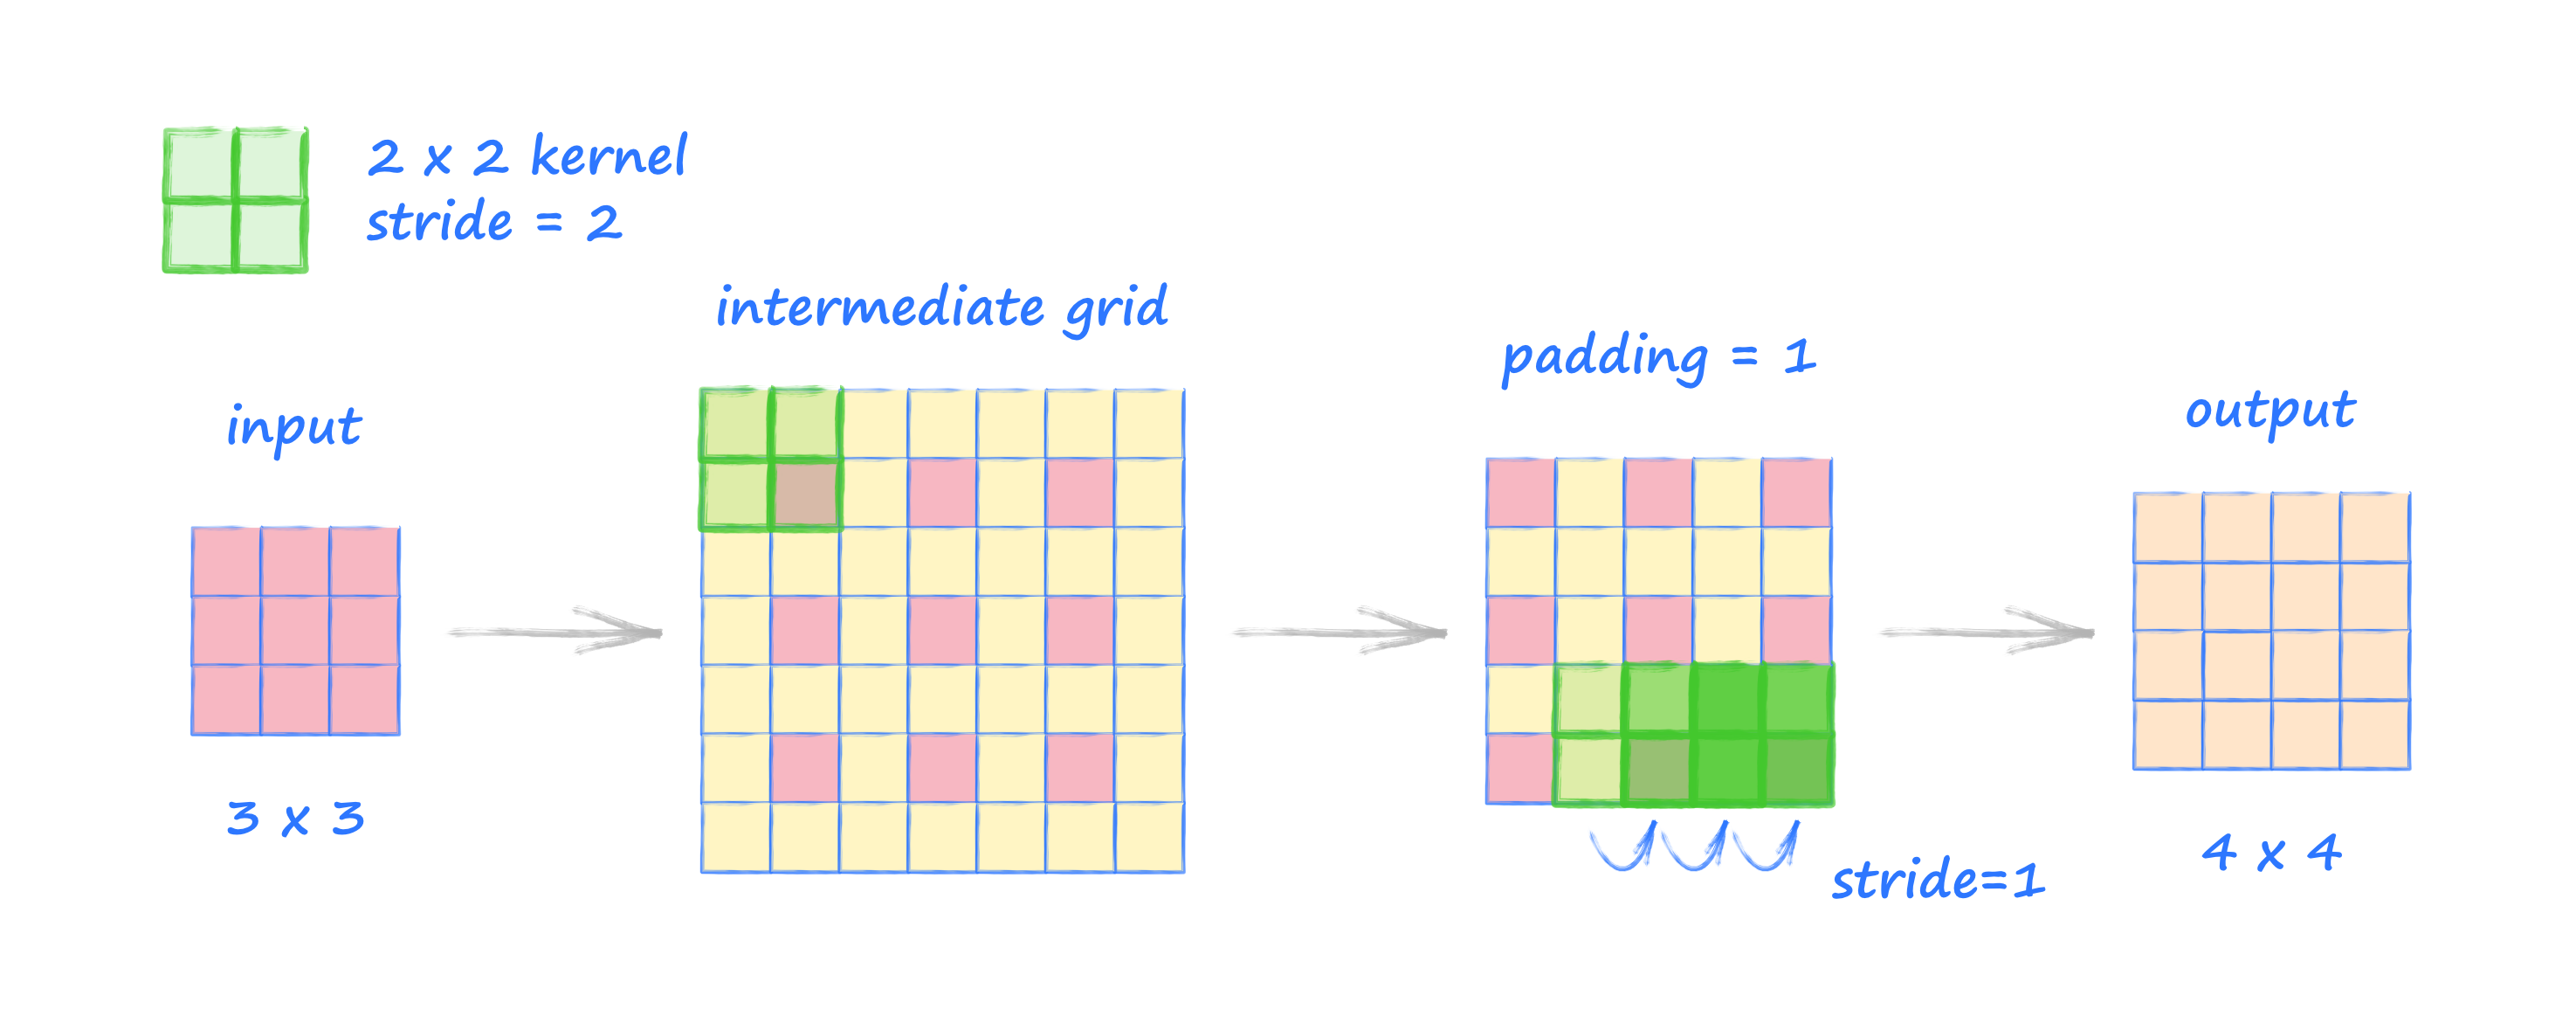 2 x 2 kernel
stride = 2
intermediate grid
padding = 1
input
output
3 x 3
4 x 4
stride=1